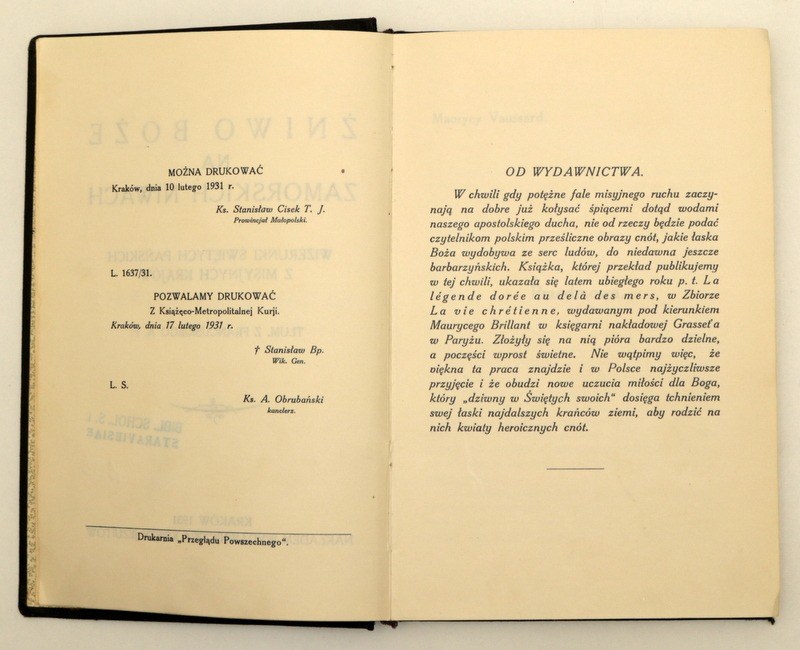 MOŻNA DRUKOWAĆ
Kraków, dnia 10 lutego 1931 r.
Ks. Stanisław Cisek T. J.
Prowincjał Małopolski.
L. 1637/31.
POZWALAMY DRUKOWAĆ
Z Książęco-Metropolitalnej Kurji.
Kraków, dnia 17 lutego 1931 r.
† Stanisław Bp.
Wik. Gen.
L. S.
Ks. A. Obrubański
kanclerz.
Drukarnia „Przeglądu Powszechnego“.
OD WYDAWNICTWA.
W chwili gdy potężne fale misyjnego ruchu zaczy-
nają na dobre już kołysać śpiącemi dotąd wodami
naszego apostolskiego ducha, nie od rzeczy będzie podać
czytelnikom polskim prześliczne obrazy cnót, jakie łaska
Boża wydobywa ze serc ludów, do niedawna jeszcze
barbarzyńskich. Książka, której przekład publikujemy
w tej chwili, ukazała się latem ubiegłego roku p. t. La
légende dorée au delà des mers, w Zbiorze
La vie chrétienne, wydawanym pod kierunkiem
Maurycego Brillant w księgarni nakładowej Grasset'a
w Paryżu. Złożyły się na nią pióra bardzo dzielne,
a poczęści wprost świetne. Nie wątpimy więc, że
piękna ta praca znajdzie i w Polsce najżyczliwsze
przyjęcie i że obudzi nowe uczucia miłości dla Boga,
który „dziwny w Świętych swoich“ dosięga tchnieniem
swej łaski najdalszych krańców ziemi, aby rodzić na
nich kwiaty heroicznych cnót.